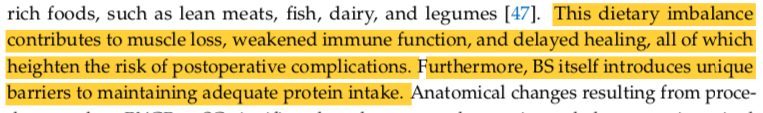 rich foods, such as lean meats, fish, dairy, and legumes [47]. This dietary imbalance
contributes to muscle loss, weakened immune function, and delayed healing, all of which
heighten the risk of postoperative complications. Furthermore, BS itself introduces unique
barriers to maintaining adequate protein intake. Anatomical changes resulting from proce-